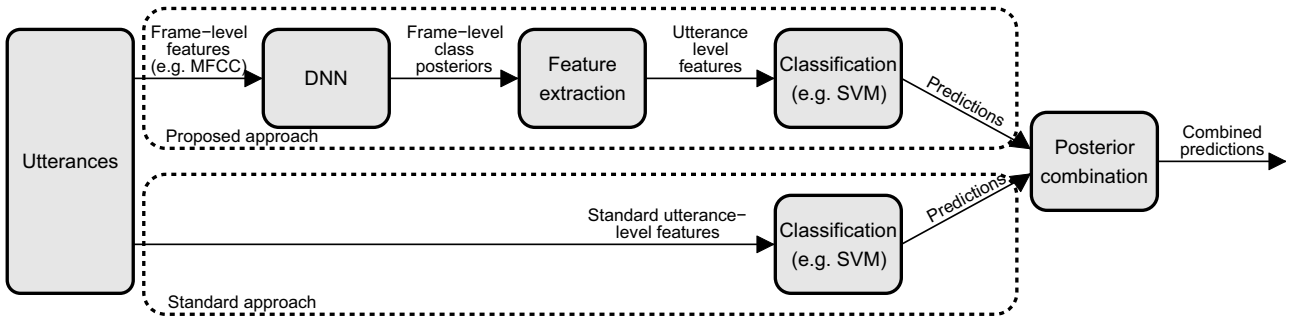 Utterances
Frame−level
features
(e.g. MFCC)
DNN
Frame−level
class
posteriors
Feature
extraction
Utterance
level
features
Classification
(e.g. SVM)
Predictions
Proposed approach
Posterior
combination
Combined
predictions
Standard utterance−
level features
Classification
(e.g. SVM)
Predictions
Standard approach